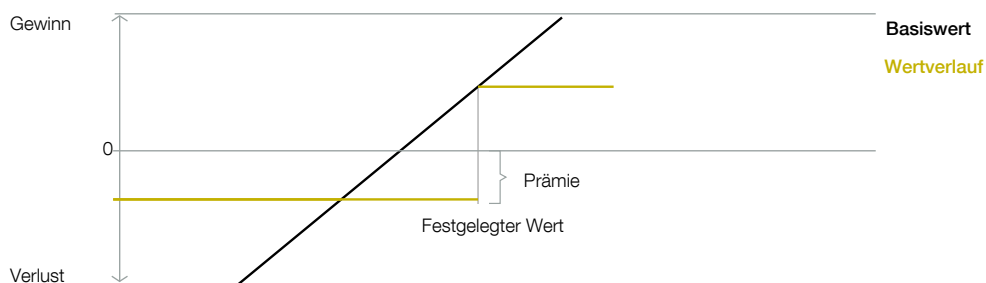 Gewinn
Basiswert
Wertverlauf
0
Prämie
Festgelegter Wert
Verlust